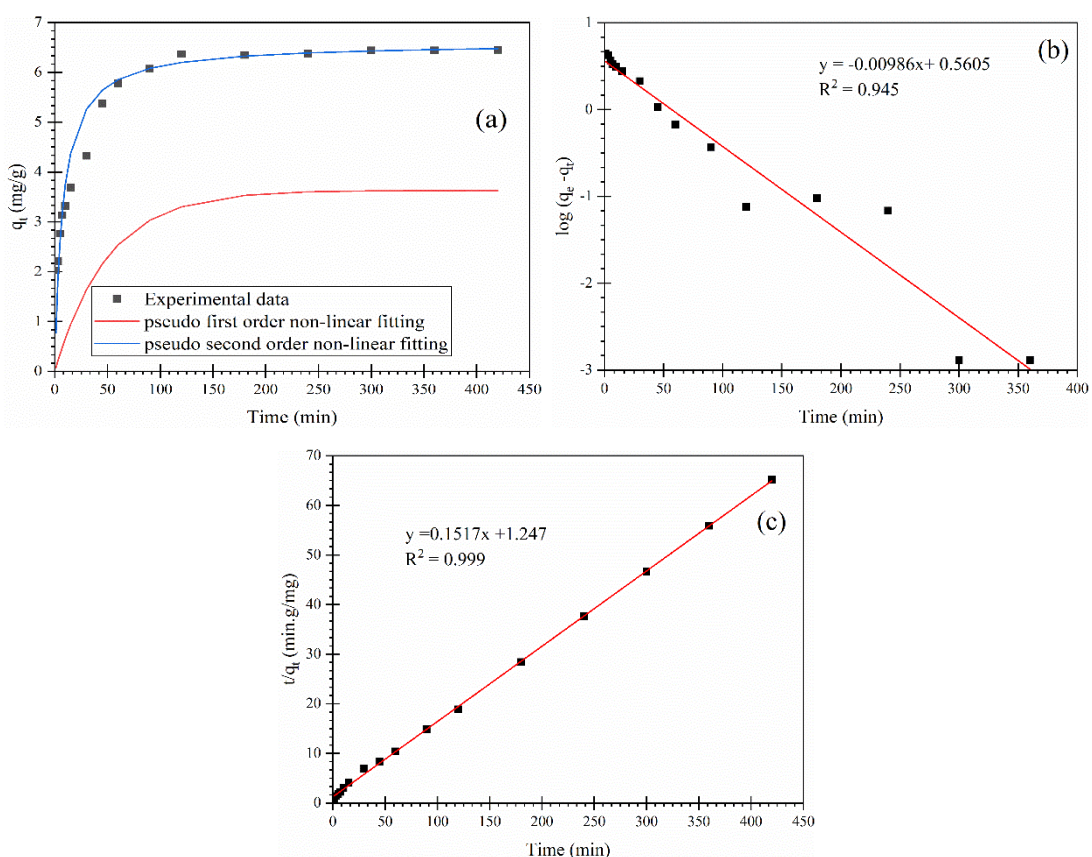 7
6
5
4
3
2
1
0
q_t (mg/g)
(a)
Experimental data
pseudo first order non-linear fitting
pseudo second order non-linear fitting
0 50 100 150 200 250 300 350 400 450
Time (min)
1
0
-1
-2
-3
log (q_e -q_t)
(b)
y = -0.00986x+ 0.5605
R² = 0.945
0 50 100 150 200 250 300 350 400
Time (min)
70
60
50
40
30
20
10
0
t/q_t (min.g/mg)
(c)
y =0.1517x +1.247
R² = 0.999
0 50 100 150 200 250 300 350 400 450
Time (min)